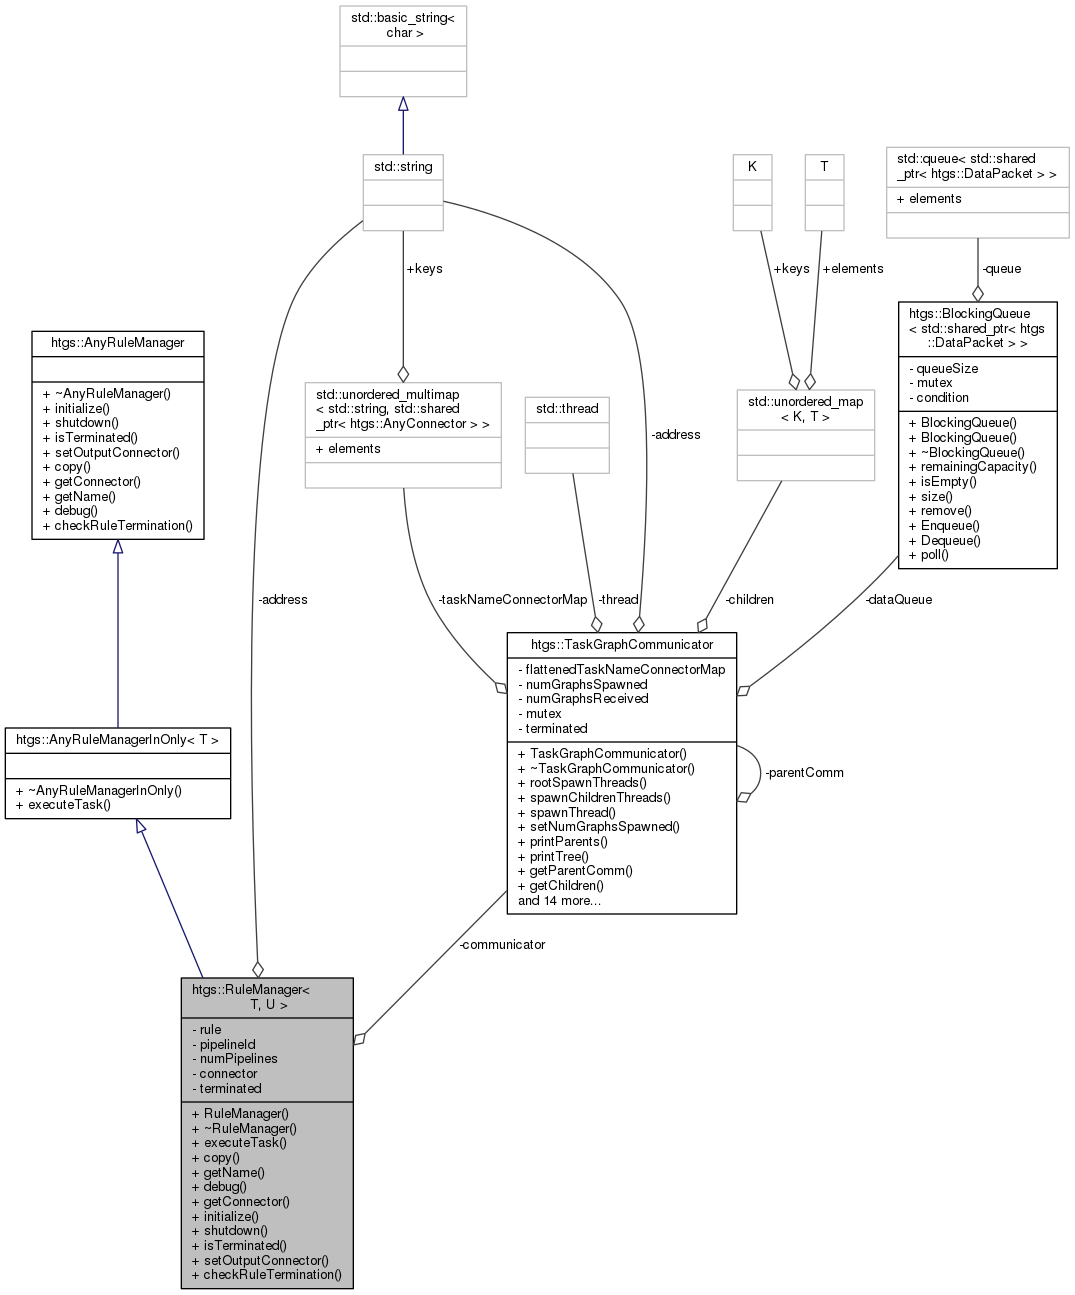 std::basic_string<
char >
std::string
K
T
std::queue< std::shared
_ptr< htgs::DataPacket > >
+ elements
+keys
+keys
+elements
-queue
htgs::AnyRuleManager
+ ~AnyRuleManager()
+ initialize()
+ shutdown()
+ isTerminated()
+ setOutputConnector()
+ copy()
+ getConnector()
+ getName()
+ debug()
+ checkRuleTermination()
std::unordered_multimap
< std::string, std::shared
_ptr< htgs::AnyConnector > >
+ elements
std::thread
-address
std::unordered_map
< K, T >
htgs::BlockingQueue
< std::shared_ptr< htgs
::DataPacket > >
- queueSize
- mutex
- condition
+ BlockingQueue()
+ BlockingQueue()
+ ~BlockingQueue()
+ remainingCapacity()
+ isEmpty()
+ size()
+ remove()
+ Enqueue()
+ Dequeue()
+ poll()
-address
-taskNameConnectorMap
-thread
-children
-dataQueue
htgs::TaskGraphCommunicator
- flattenedTaskNameConnectorMap
- numGraphsSpawned
- numGraphsReceived
- mutex
- terminated
+ TaskGraphCommunicator()
+ ~TaskGraphCommunicator()
+ rootSpawnThreads()
+ spawnChildrenThreads()
+ spawnThread()
+ setNumGraphsSpawned()
+ printParents()
+ printTree()
+ getParentComm()
+ getChildren()
and 14 more...
-parentComm
htgs::AnyRuleManagerInOnly< T >
+ ~AnyRuleManagerInOnly()
+ executeTask()
-communicator
htgs::RuleManager<
T, U >
- rule
- pipelineId
- numPipelines
- connector
- terminated
+ RuleManager()
+ ~RuleManager()
+ executeTask()
+ copy()
+ getName()
+ debug()
+ getConnector()
+ initialize()
+ shutdown()
+ isTerminated()
+ setOutputConnector()
+ checkRuleTermination()